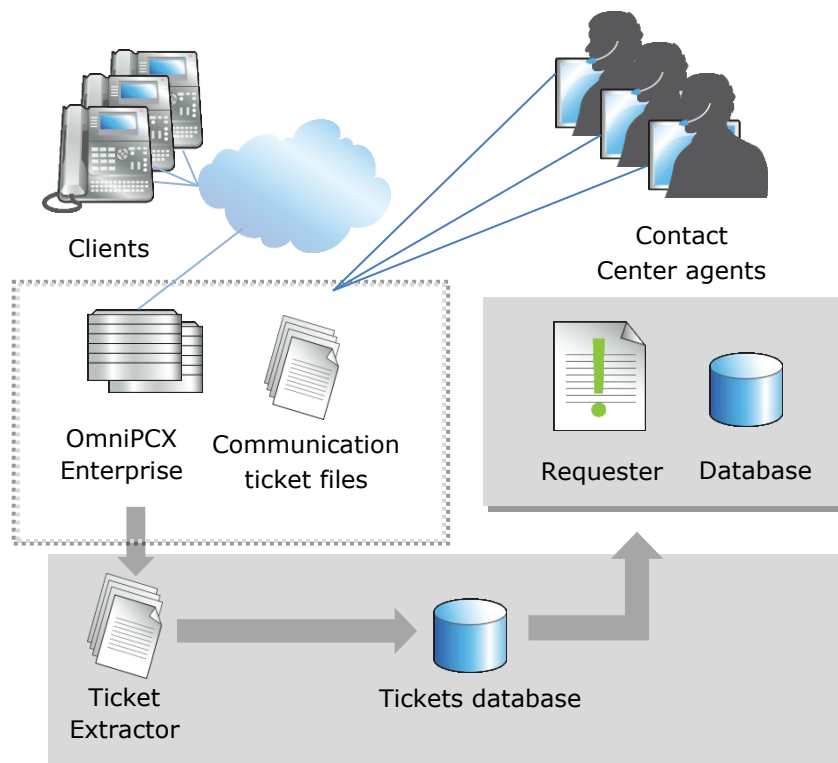 Clients
Contact
Center agents
OmniPCX
Enterprise
Communication
ticket files
Requester
Database
Ticket
Extractor
Tickets database